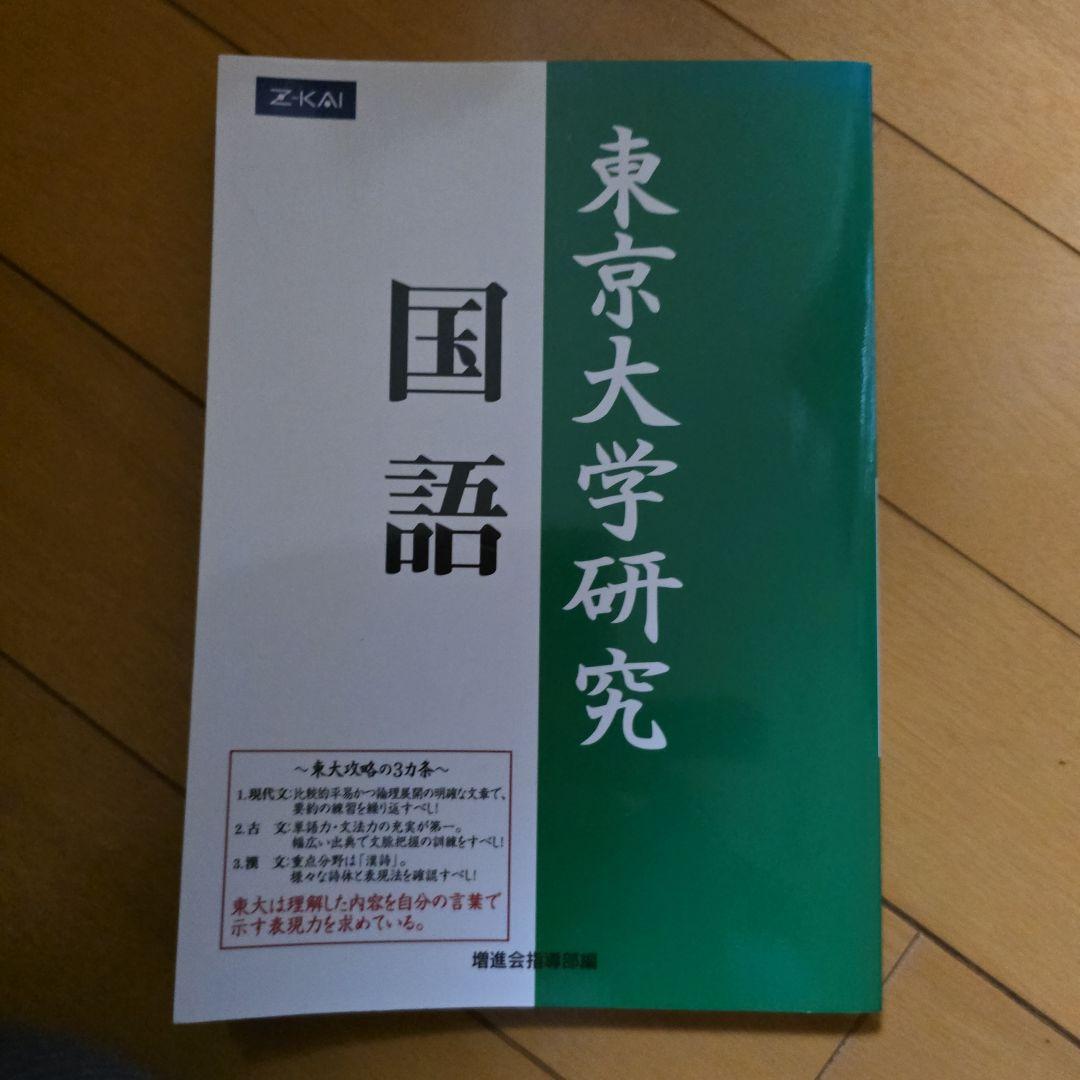 Z-KAI
東京大学研究
国語
～東大攻略の3カ条～
1.現代文:比較的平易かつ論理展開の明確な文章で、
要約の練習を繰り返すべし!
2.古　文:単語力・文法力の充実が第一。
幅広い出典で文脈把握の訓練をすべし!
3.漢　文:重点分野は「漢詩」。
様々な詩体と表現法を確認すべし!
東大は理解した内容を自分の言葉で
示す表現力を求めている。
増進会指導部編